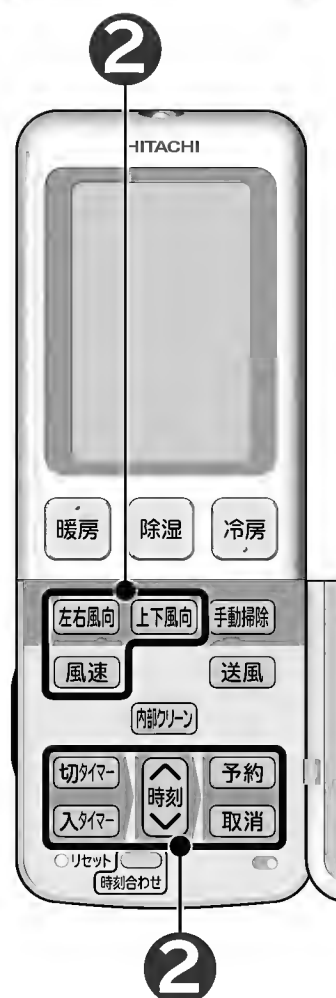 2
HITACHI
暖房 除湿 冷房
左右風向 上下風向 手動掃除
風速 送風
内部クリーン
切タイマー 時刻 予約
入タイマー 取消
リセット
時刻合わせ
2